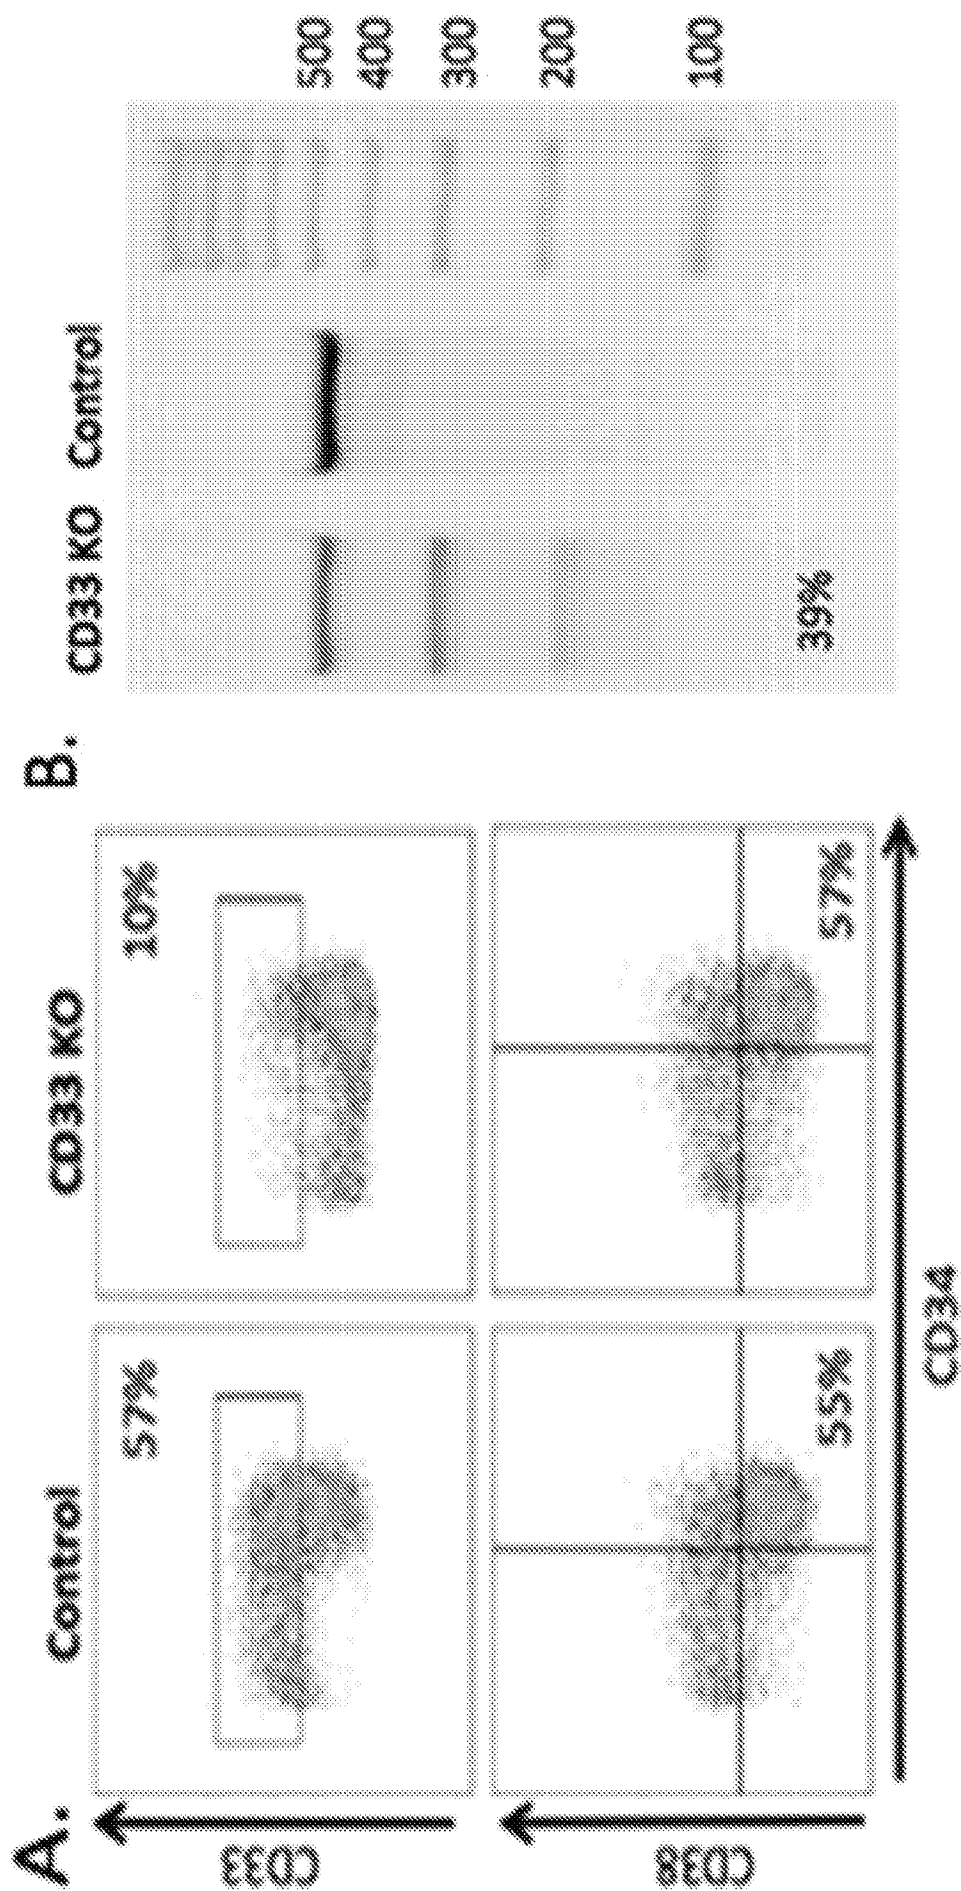 A.
Control
CD33 KO
CD33
57%
10%
CD38
55%
57%
CD34
B.
CD33 KO Control
500
400
300
200
100
39%